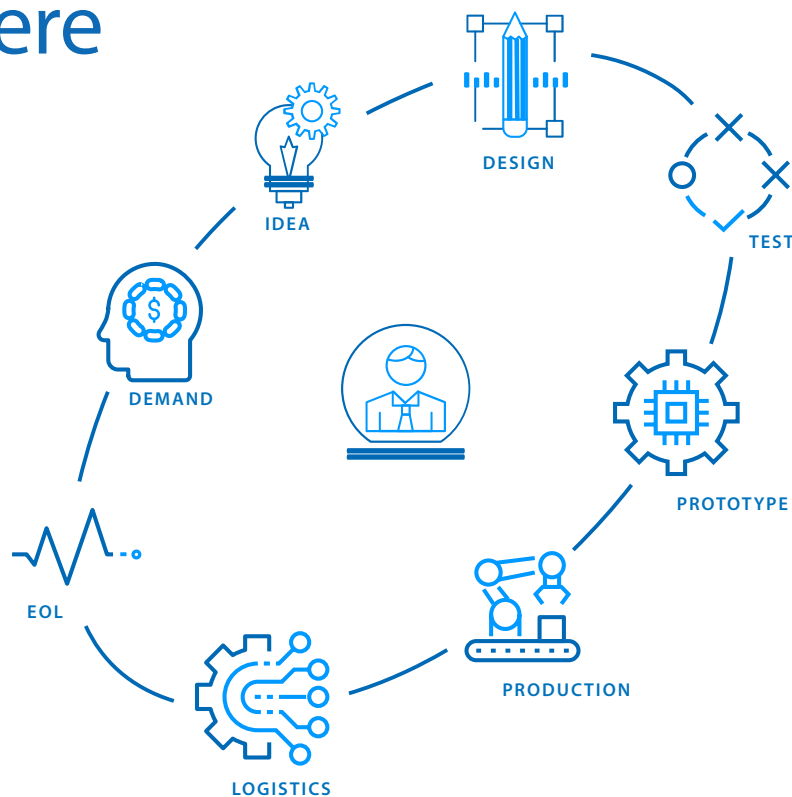 ere
DESIGN
IDEA
TEST
$
DEMAND
PROTOTYPE
EOL
PRODUCTION
LOGISTICS